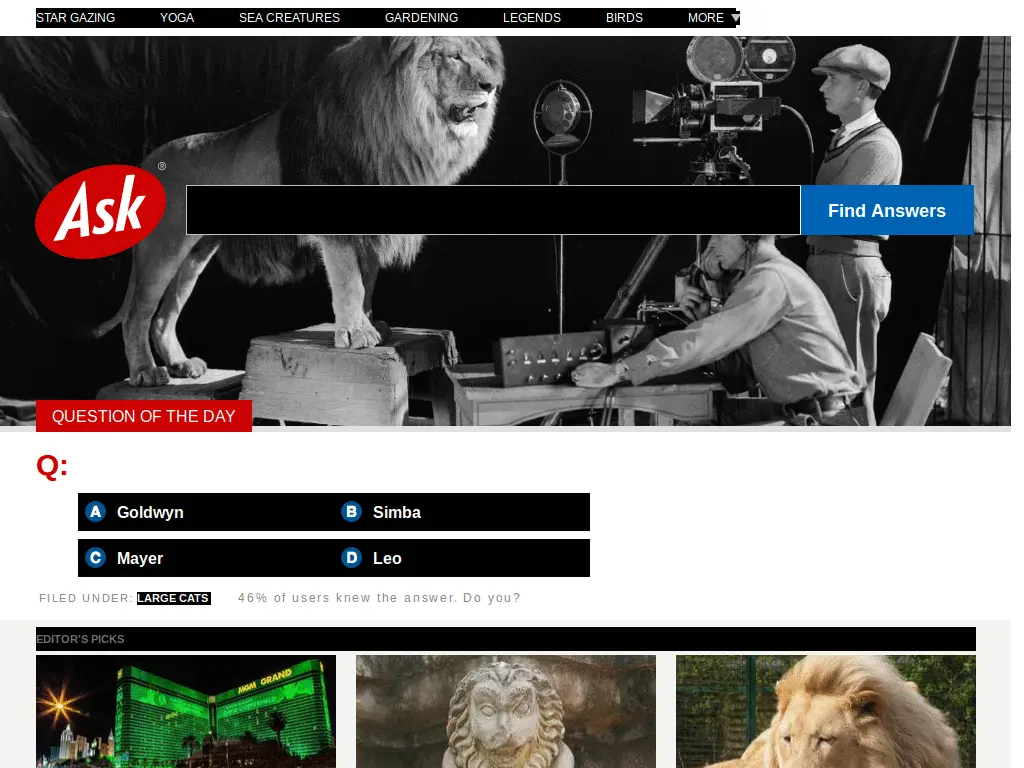 STAR GAZING YOGA SEA CREATURES GARDENING LEGENDS BIRDS MORE ▼
Ask®
Find Answers
QUESTION OF THE DAY
Q:
A Goldwyn B Simba
C Mayer D Leo
FILED UNDER: LARGE CATS 46% of users knew the answer. Do you?
EDITOR'S PICKS
MGM GRAND